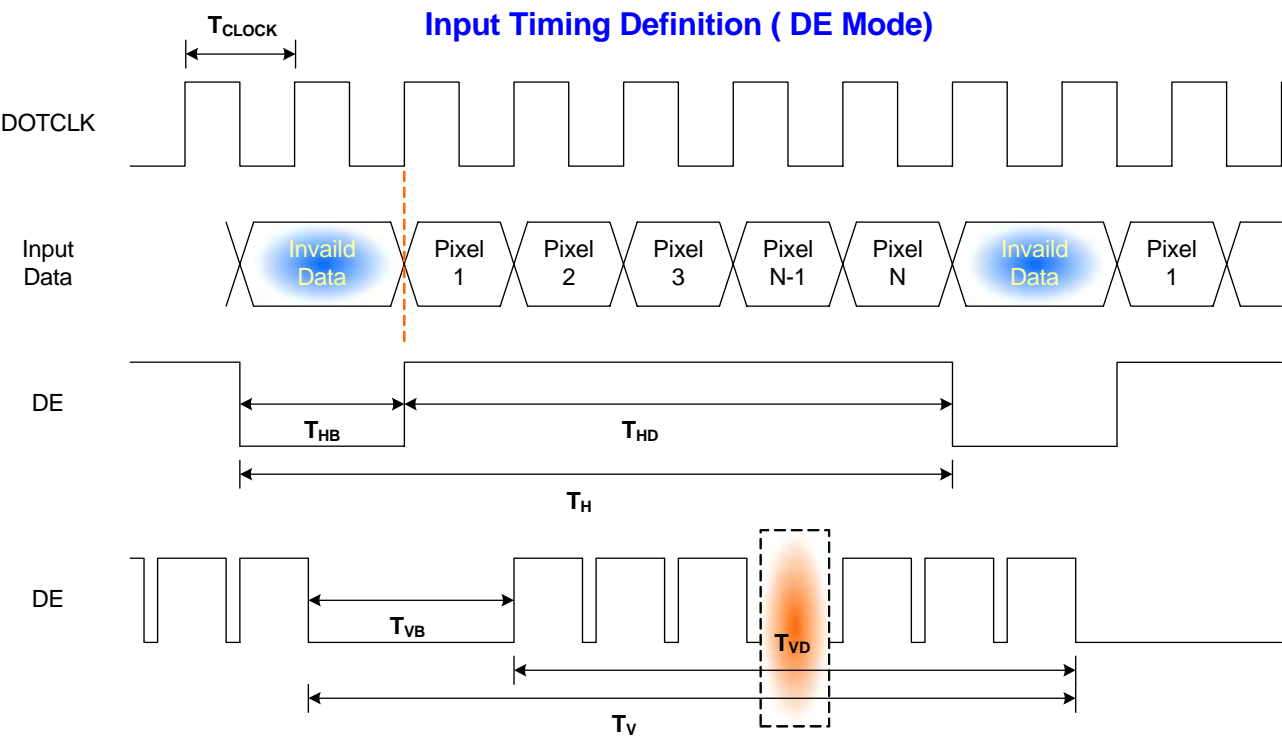 Input Timing Definition ( DE Mode)
TCLOCK
DOTCLK
Input
Data
Invaild
Data
Pixel
1
Pixel
2
Pixel
3
Pixel
N-1
Pixel
N
Invaild
Data
Pixel
1
DE
THB
THD
TH
DE
TVB
TVD
TV